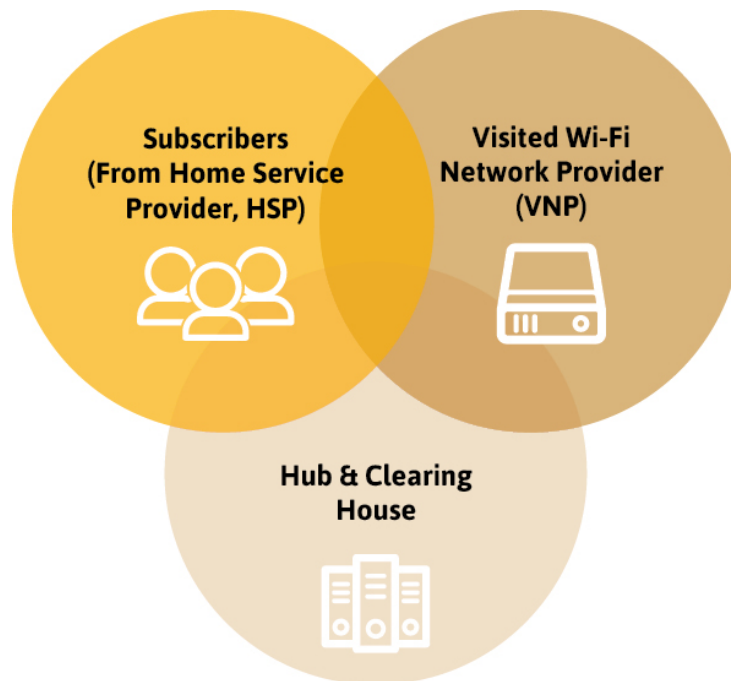 Subscribers
(From Home Service
Provider, HSP)
Visited Wi-Fi
Network Provider
(VNP)
Hub & Clearing
House